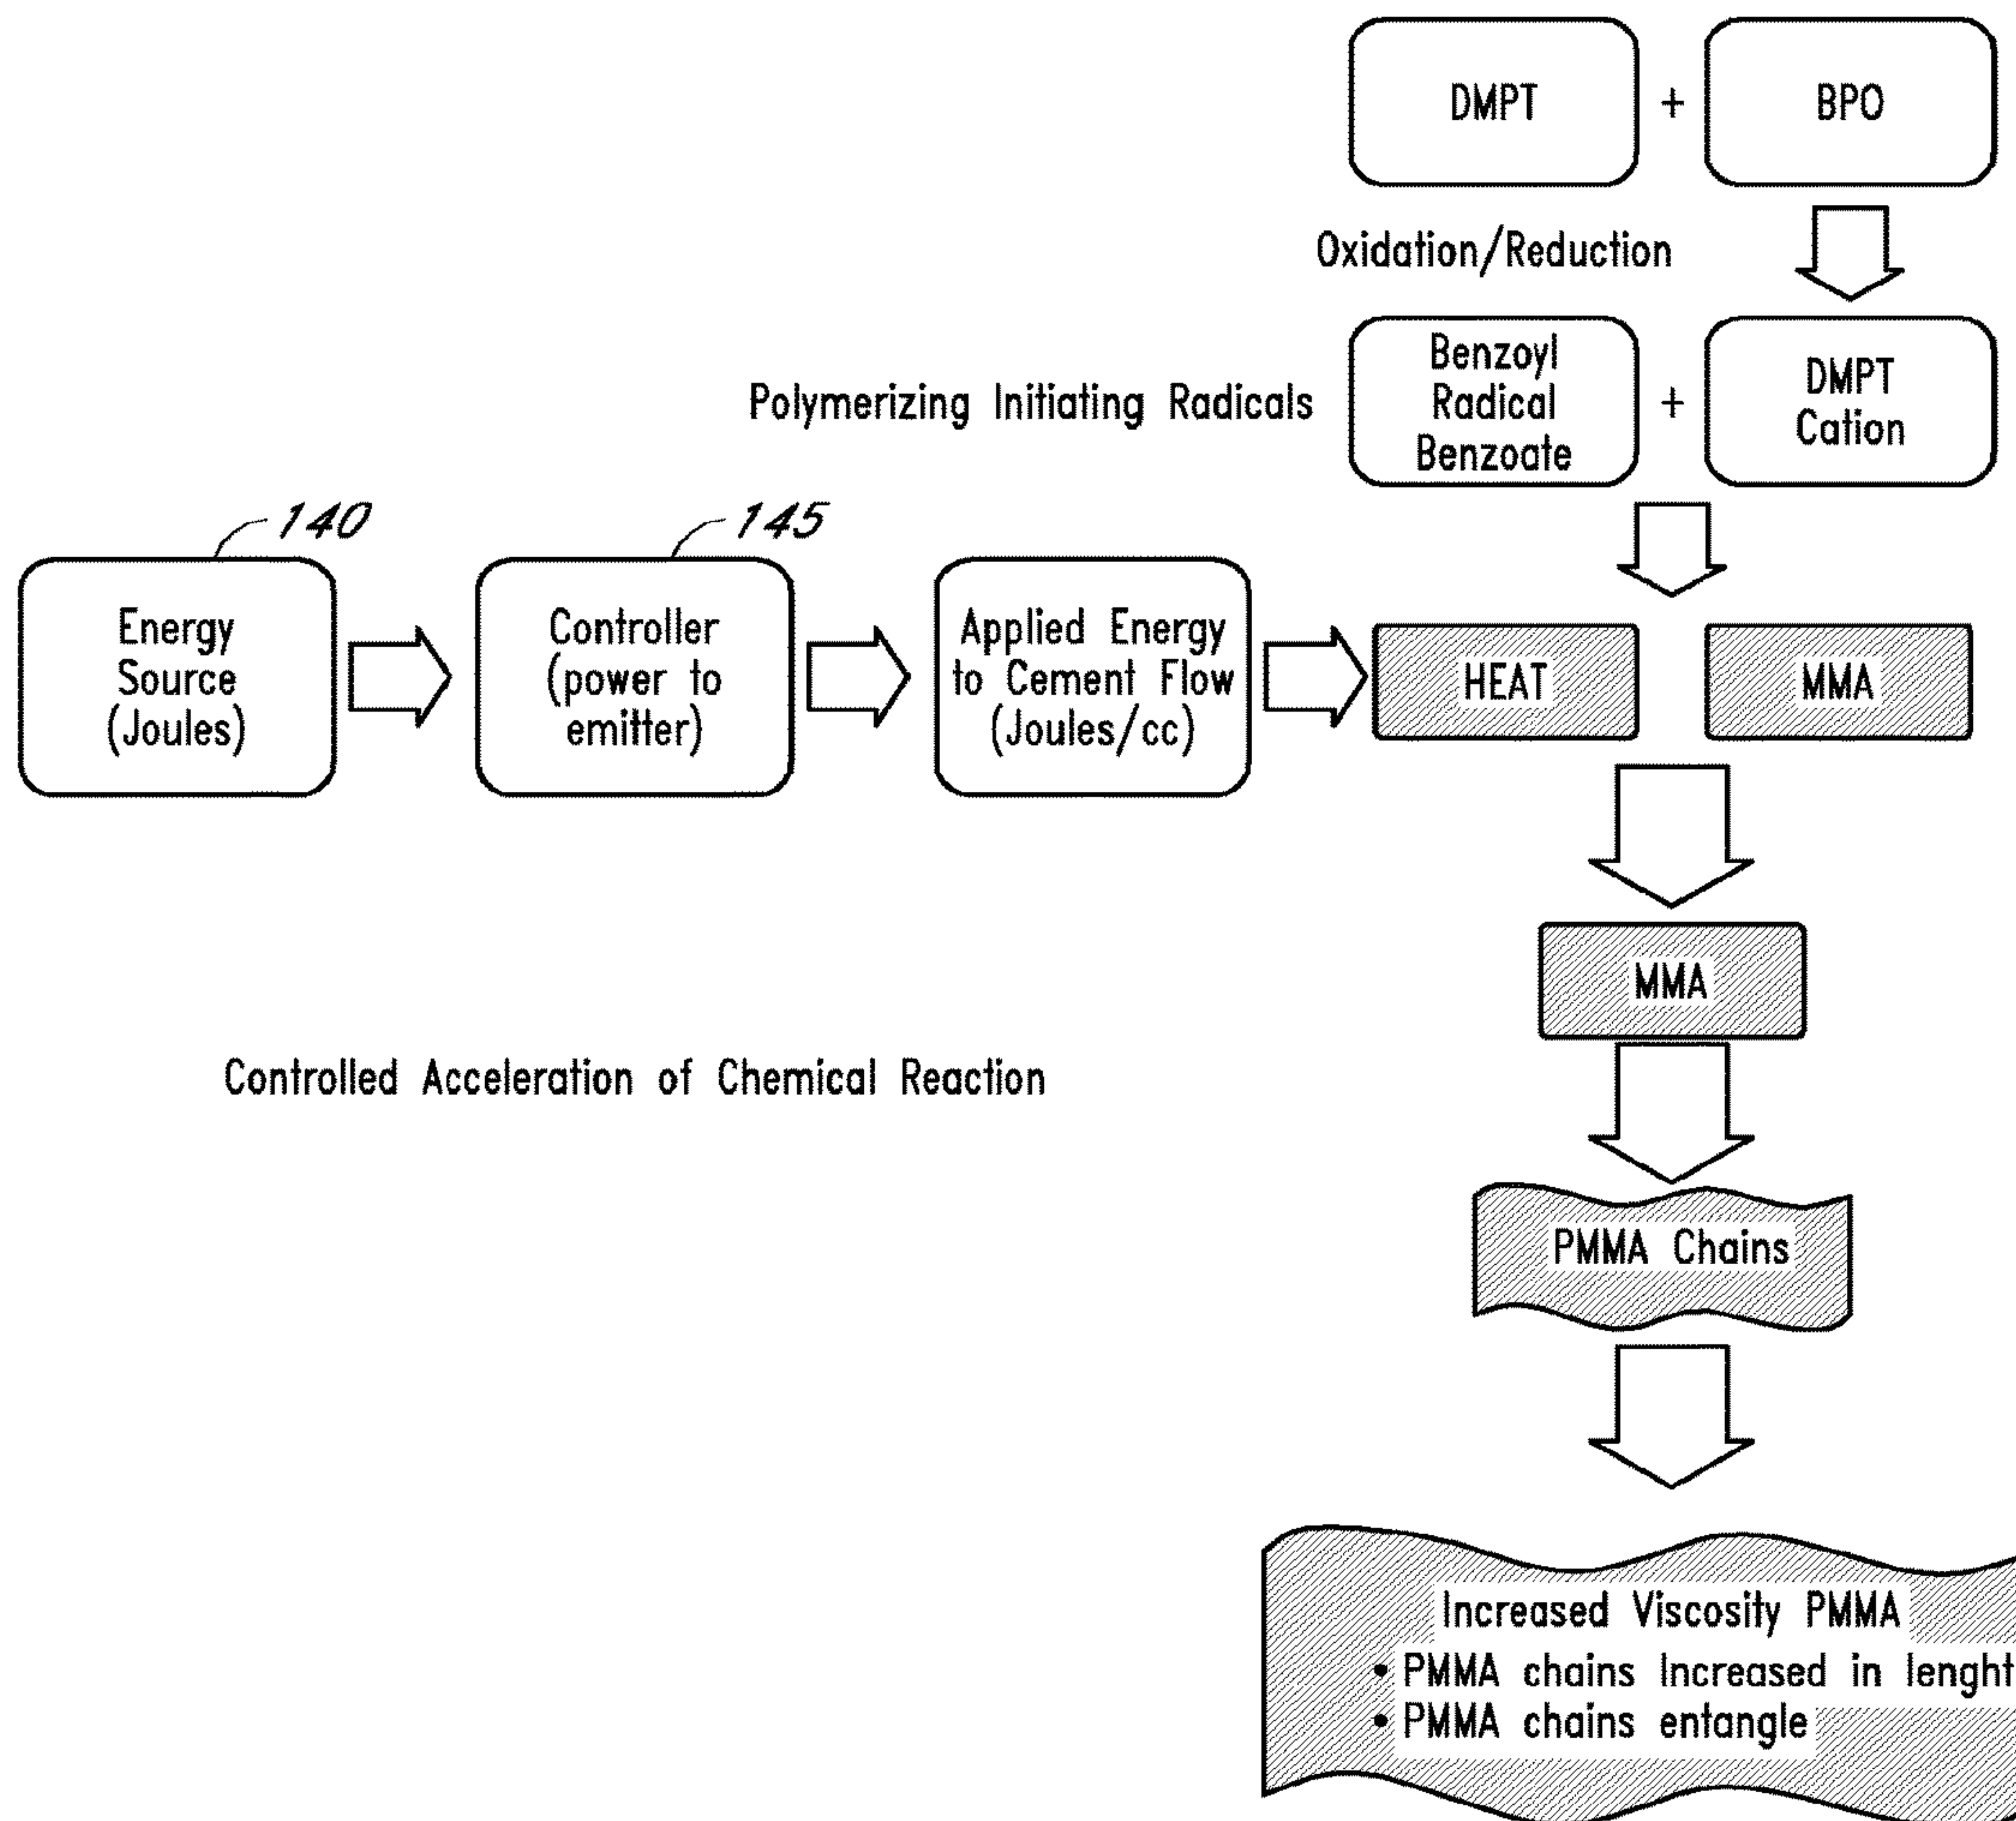 DMPT
+
BPO
Oxidation/Reduction
Polymerizing Initiating Radicals
Benzoyl
Radical
Benzoate
+
DMPT
Cation
140
145
Energy
Source
(Joules)
Controller
(power to
emitter)
Applied Energy
to Cement Flow
(Joules/cc)
HEAT
MMA
MMA
Controlled Acceleration of Chemical Reaction
PMMA Chains
Increased Viscosity PMMA
• PMMA chains Increased in lenght
• PMMA chains entangle